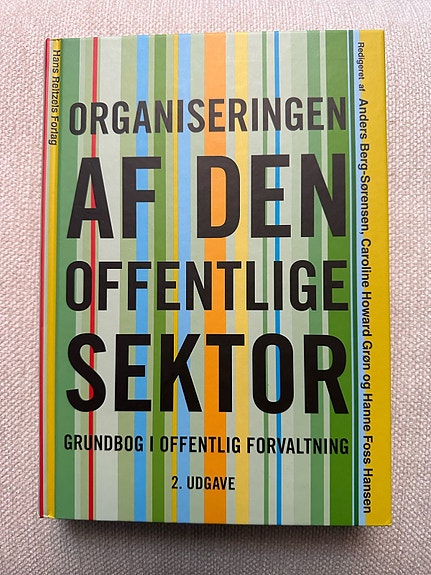 Hans Reitzels Forlag
ORGANISERINGEN
AF DEN
OFFENTLIGE
SEKTOR
GRUNDBOG I OFFENTLIG FORVALTNING
2. UDGAVE
Redigeret af Anders Berg-Sørensen, Caroline Howard Grøn og Hanne Foss Hansen